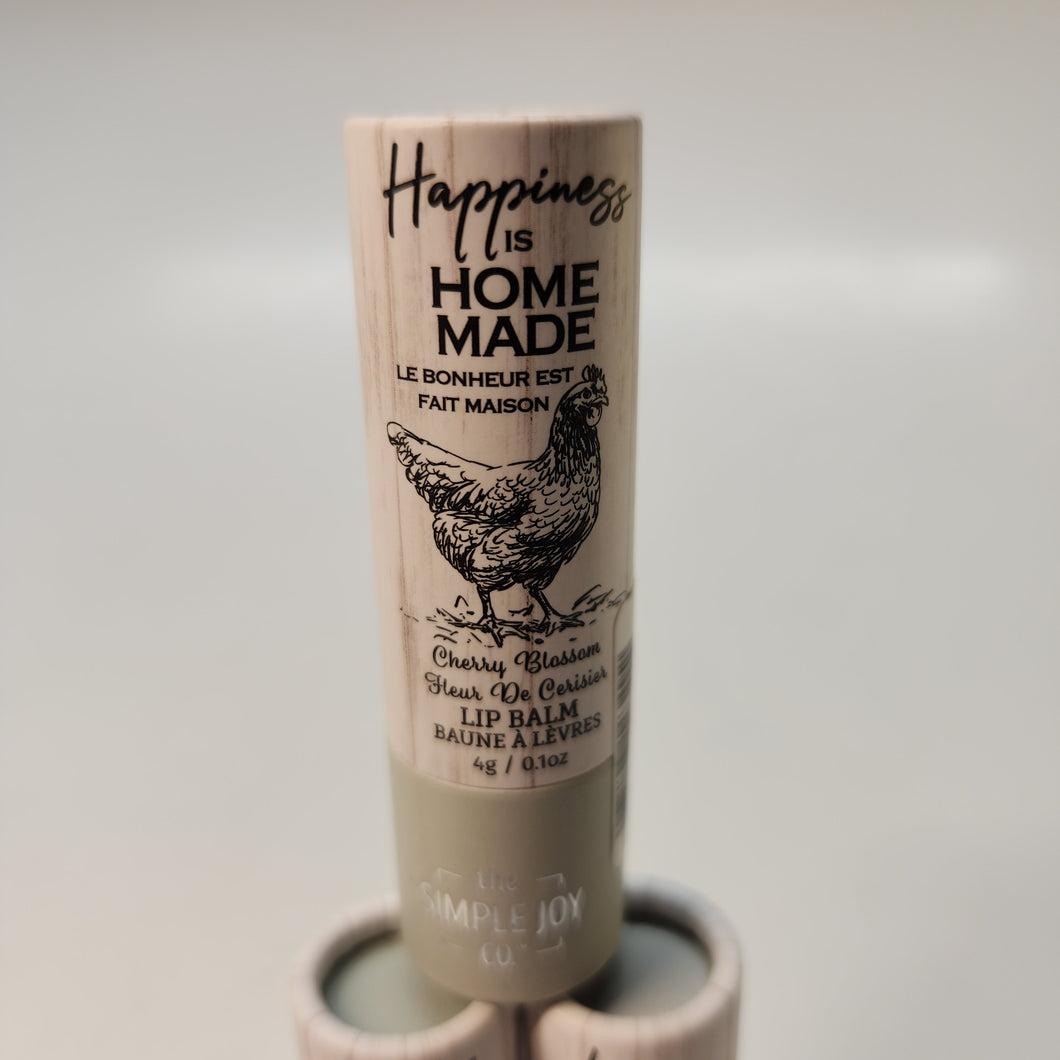 Happiness
IS
HOME
MADE
LE BONHEUR EST
FAIT MAISON
Cherry Blossom
Fleur De Cerisier
LIP BALM
BAUNE À LÈVRES
4g / 0.1oz
the
SIMPLE JOY
CO.™